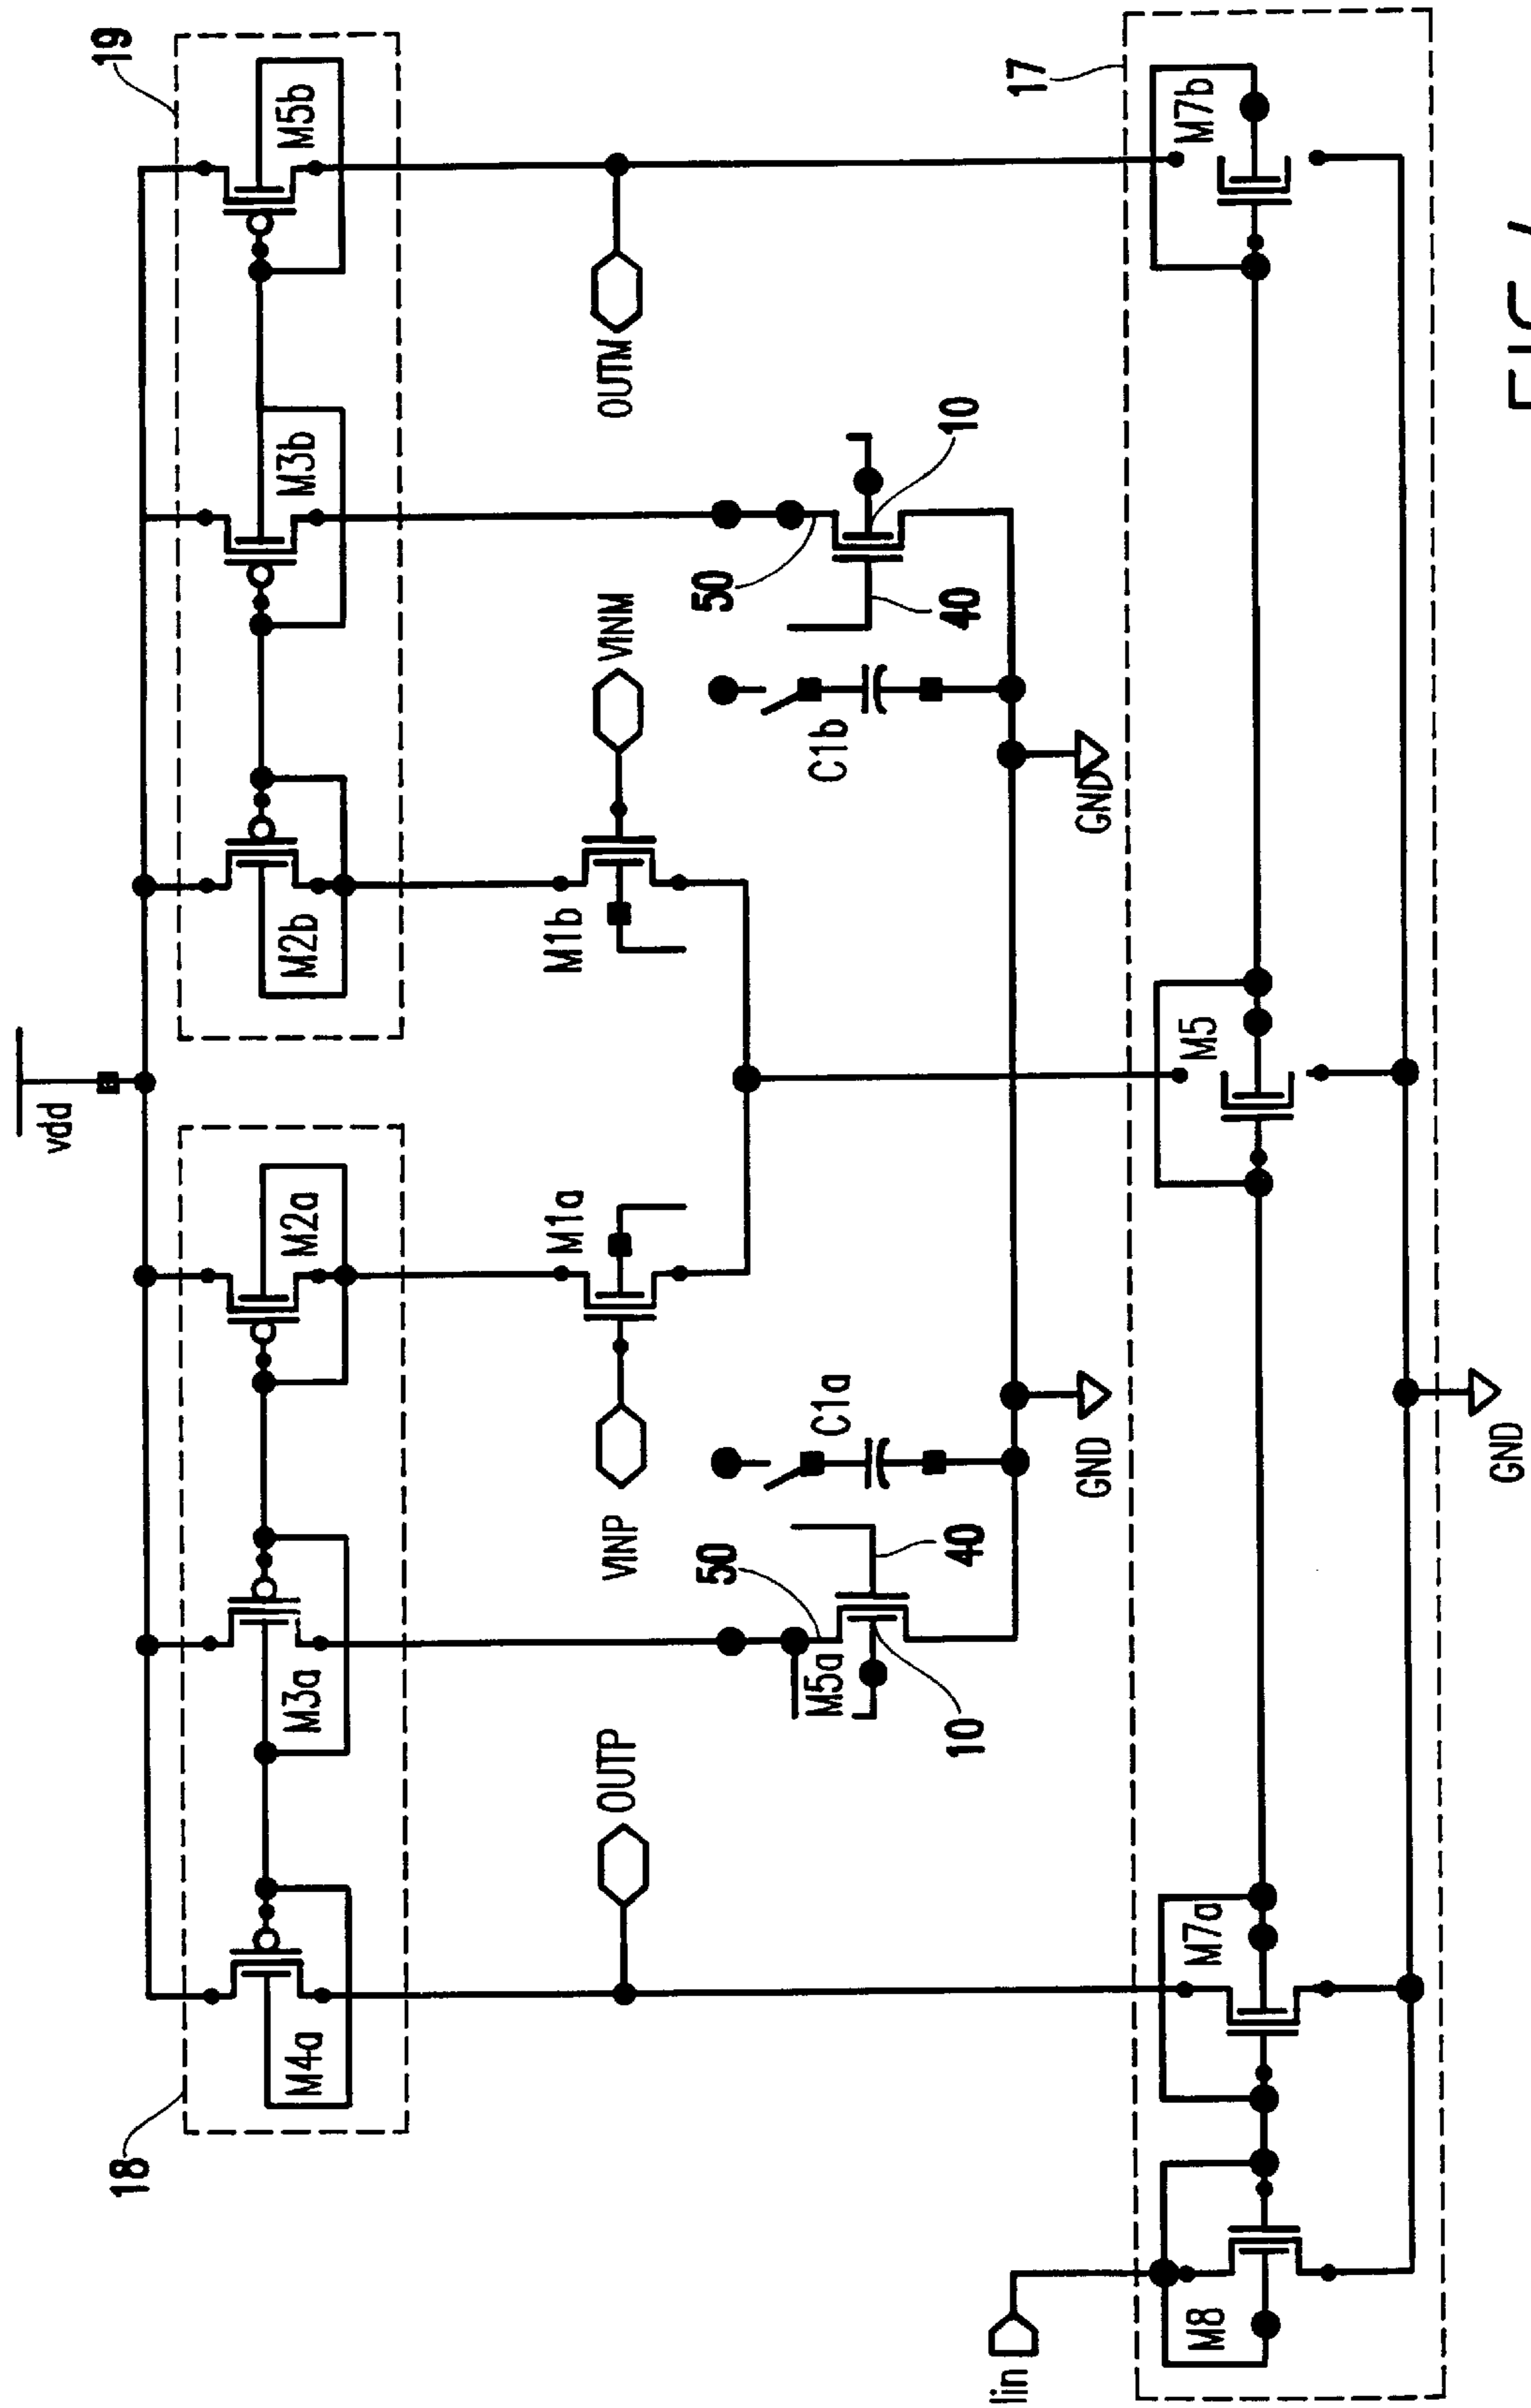 vdd
18
19
M4a
M3a
M2a
M2b
M3b
M5b
M1a
M1b
OUTP
VINP
VINM
OUTM
50
50
M5a
C1a
C1b
10
40
40
10
Iin
17
GND
GND
M8
M7a
M5
M7b
GND